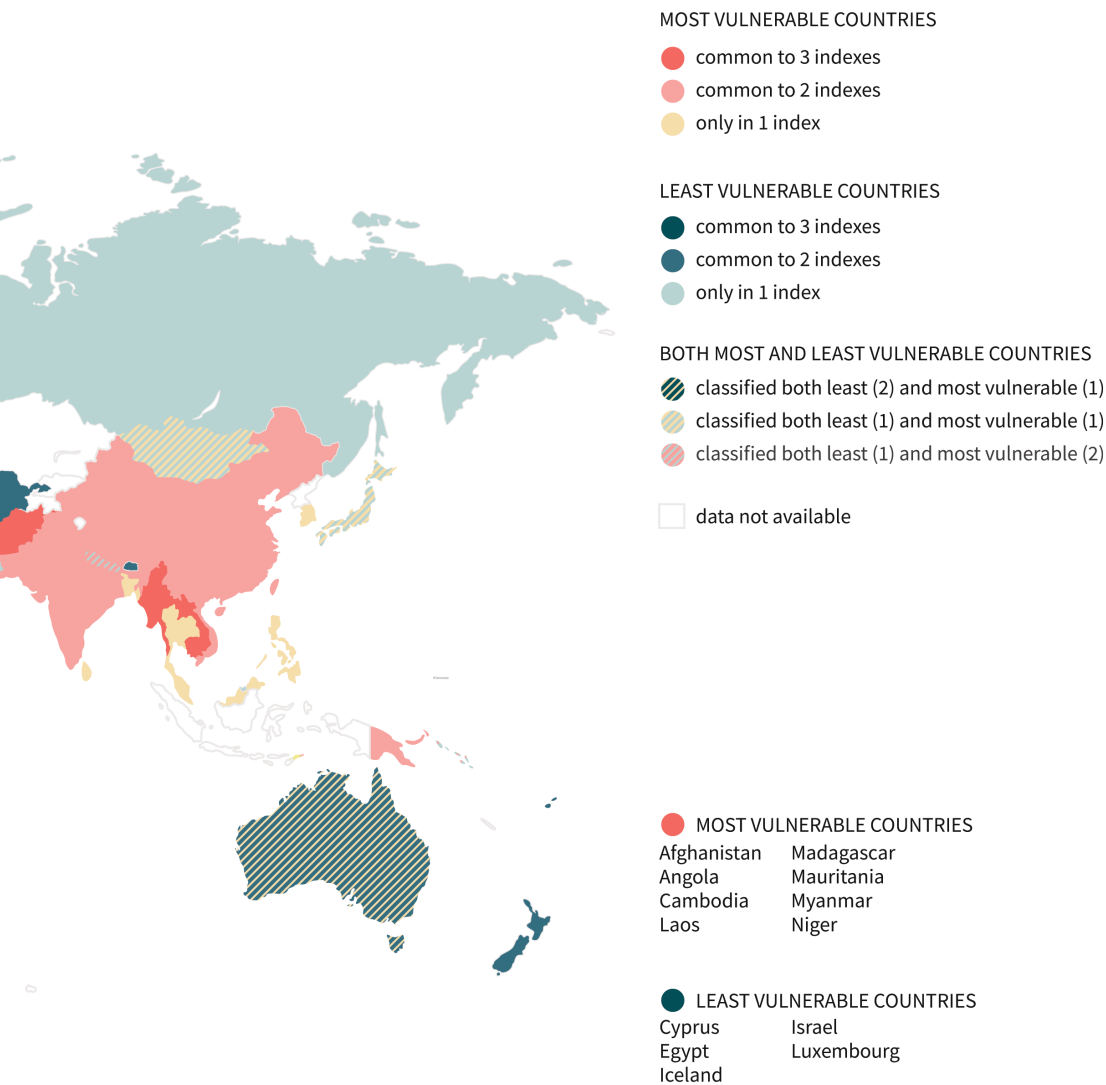 MOST VULNERABLE COUNTRIES
common to 3 indexes
common to 2 indexes
only in 1 index
LEAST VULNERABLE COUNTRIES
common to 3 indexes
common to 2 indexes
only in 1 index
BOTH MOST AND LEAST VULNERABLE COUNTRIES
classified both least (2) and most vulnerable (1)
classified both least (1) and most vulnerable (1)
classified both least (1) and most vulnerable (2)
data not available
MOST VULNERABLE COUNTRIES
Afghanistan Madagascar
Angola Mauritania
Cambodia Myanmar
Laos Niger
LEAST VULNERABLE COUNTRIES
Cyprus Israel
Egypt Luxembourg
Iceland